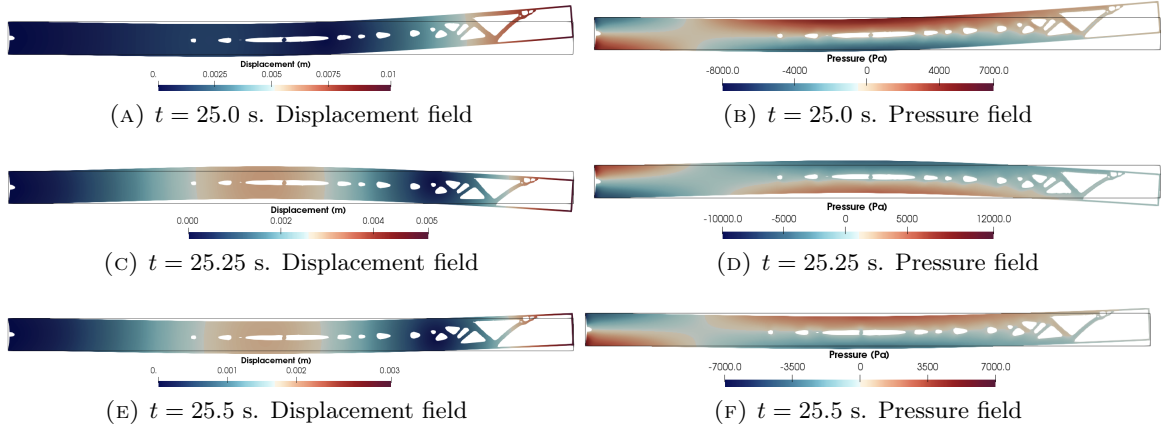 Displacement (m)
0. 0.0025 0.005 0.0075 0.01
(A) t = 25.0 s. Displacement field
Pressure (Pa)
-8000.0 -4000 0 4000 7000.0
(B) t = 25.0 s. Pressure field
Displacement (m)
0.000 0.002 0.004 0.005
(C) t = 25.25 s. Displacement field
Pressure (Pa)
-10000.0 -5000 0 5000 12000.0
(D) t = 25.25 s. Pressure field
Displacement (m)
0. 0.001 0.002 0.003
(E) t = 25.5 s. Displacement field
Pressure (Pa)
-7000.0 -3500 0 3500 7000.0
(F) t = 25.5 s. Pressure field